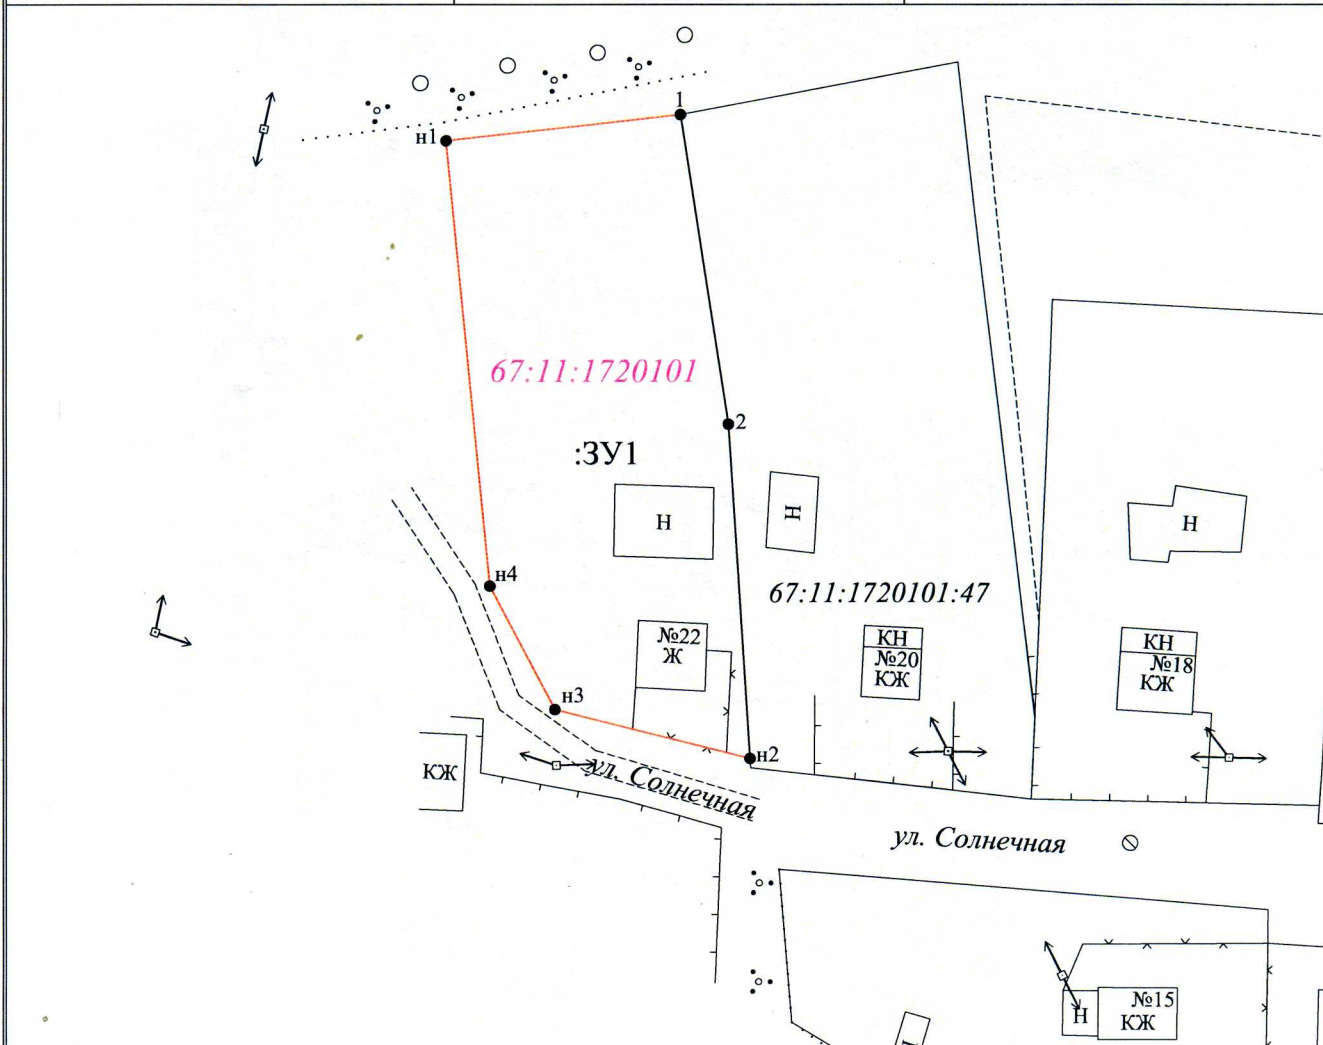 1
н1
67:11:1720101
2
:ЗУ1
Н
Н
Н
н4
67:11:1720101:47
№22
Ж
КН
№20
КЖ
КН
№18
КЖ
н3
н2
КЖ
ул. Солнечная
ул. Солнечная
№15
КЖ
Н